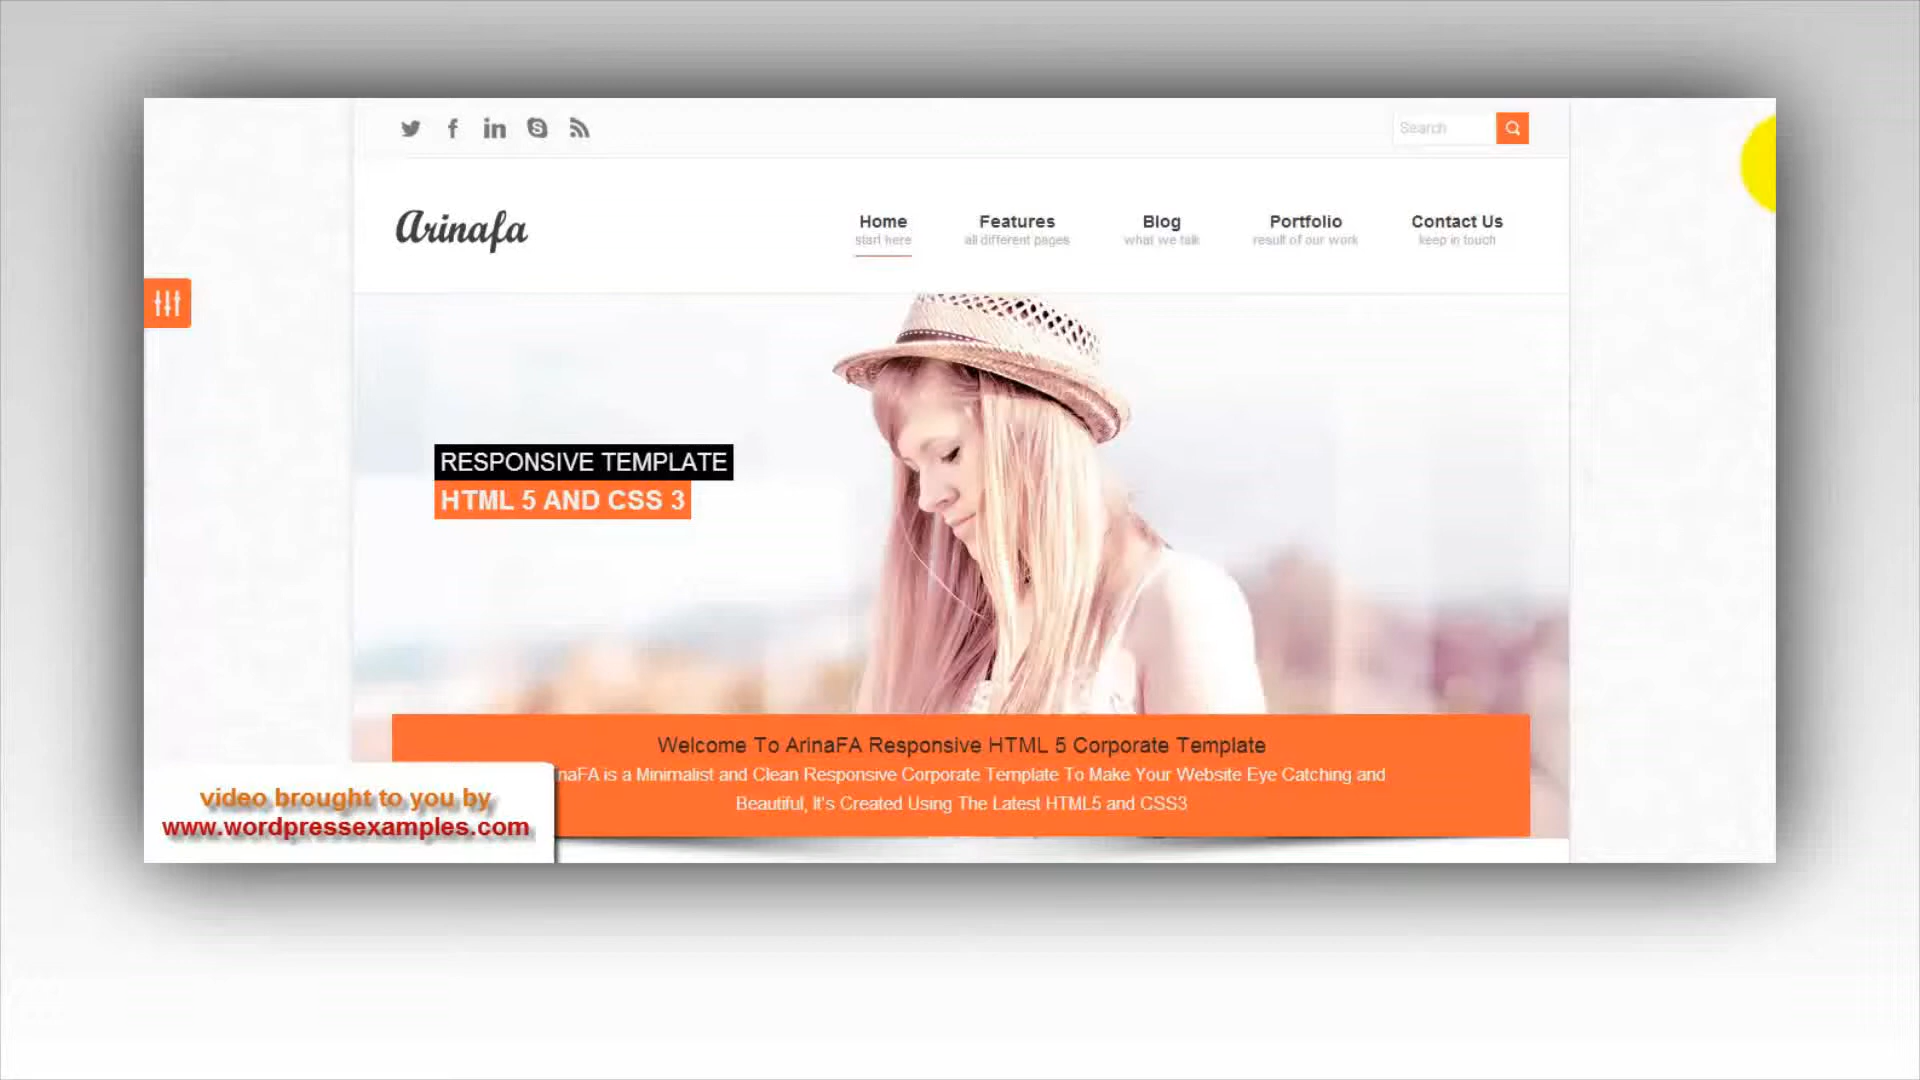 Search
Arinafa
Home
start here
Features
all different pages
Blog
what we talk
Portfolio
result of our work
Contact Us
keep in touch
RESPONSIVE TEMPLATE
HTML 5 AND CSS 3
Welcome To ArinaFA Responsive HTML 5 Corporate Template
naFA is a Minimalist and Clean Responsive Corporate Template To Make Your Website Eye Catching and
Beautiful, It's Created Using The Latest HTML5 and CSS3
video brought to you by
www.wordpressexamples.com